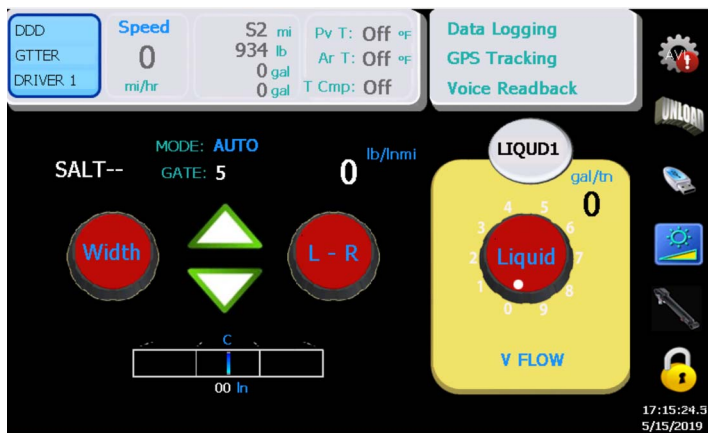 DDD
GTTER
DRIVER 1
Speed
0
mi/hr
S2 mi
934 lb
0 gal
0 gal
Pv T: Off °F
Ar T: Off °F
T Cmp: Off
Data Logging
GPS Tracking
Voice Readback
AVL
UNLOAD
MODE: AUTO
SALT--
GATE: 5
0 lb/lnmi
LIQUD1
gal/tn
0
Width
L - R
Liquid
0 1 2 3 4 5 6 7 8 9
C
00 In
V FLOW
17:15:24.5
5/15/2019